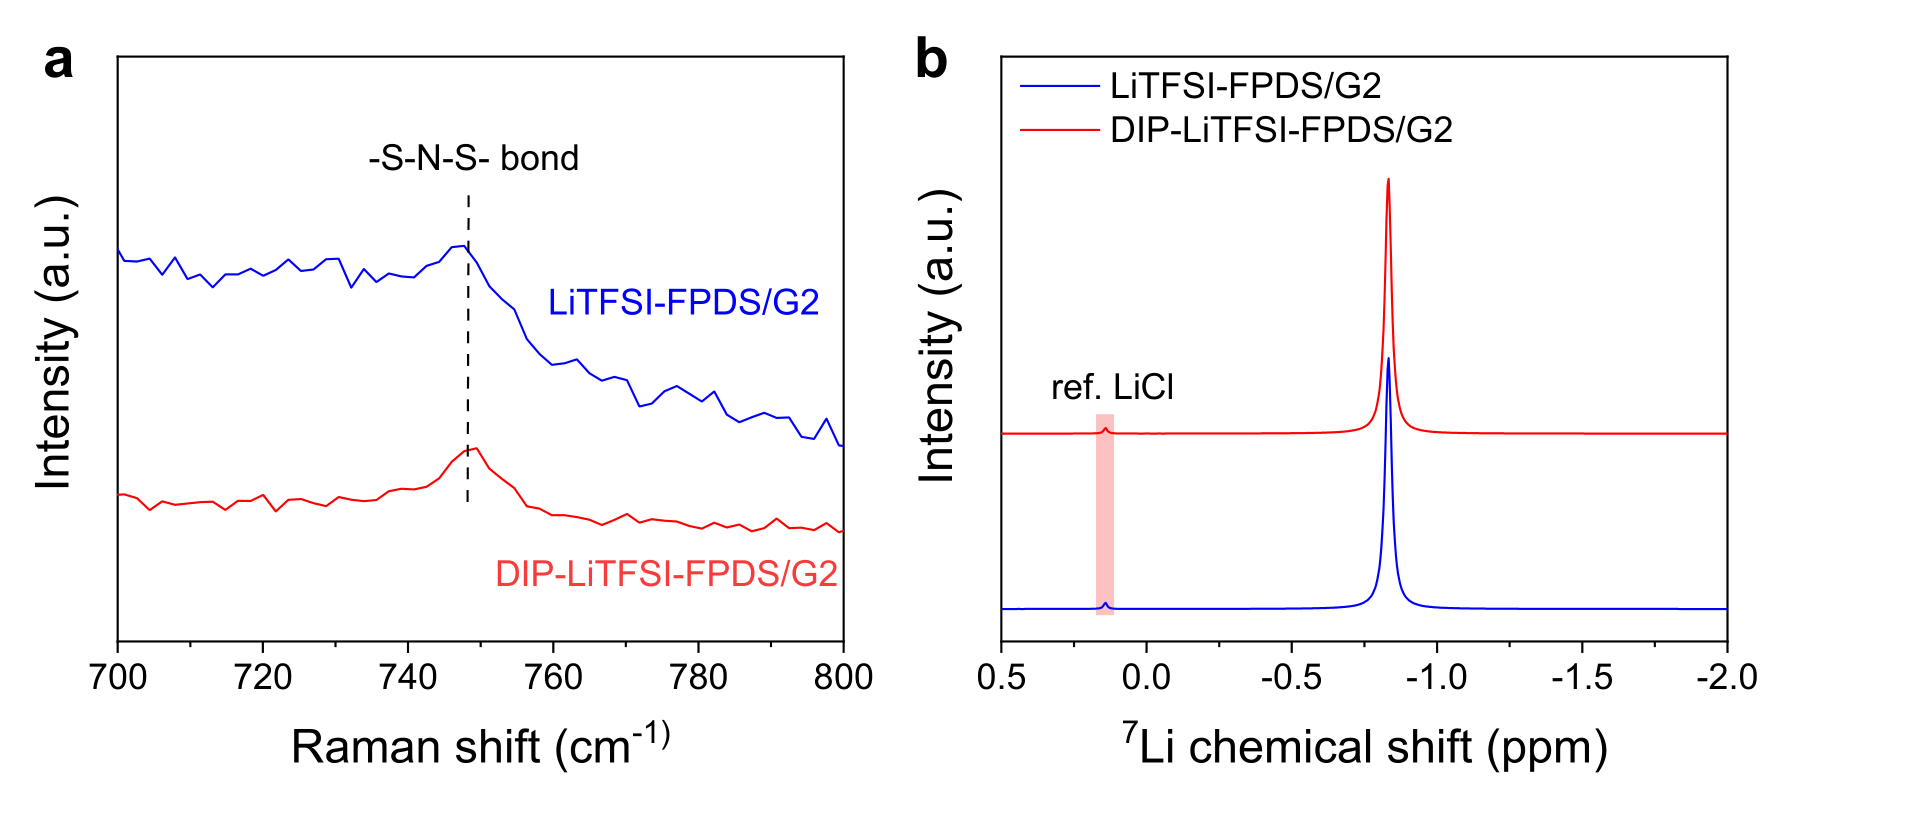 a
-S-N-S- bond
LiTFSI-FPDS/G2
DIP-LiTFSI-FPDS/G2
Intensity (a.u.)
700 720 740 760 780 800
Raman shift (cm⁻¹⁾
b
LiTFSI-FPDS/G2
DIP-LiTFSI-FPDS/G2
ref. LiCl
Intensity (a.u.)
0.5 0.0 -0.5 -1.0 -1.5 -2.0
⁷Li chemical shift (ppm)